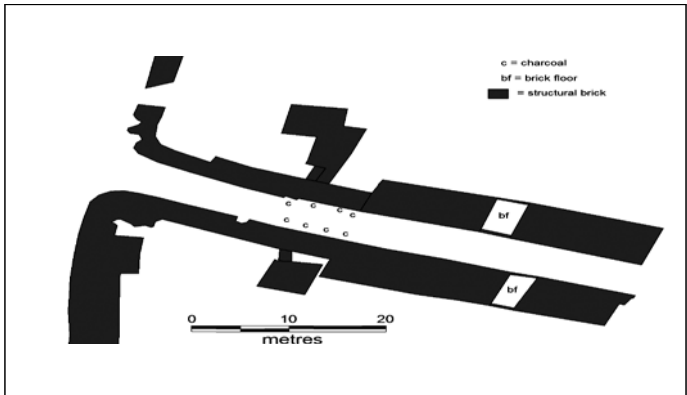 c = charcoal
bf = brick floor
= structural brick
bf
c c c c
c c c c
bf
0 10 20
metres